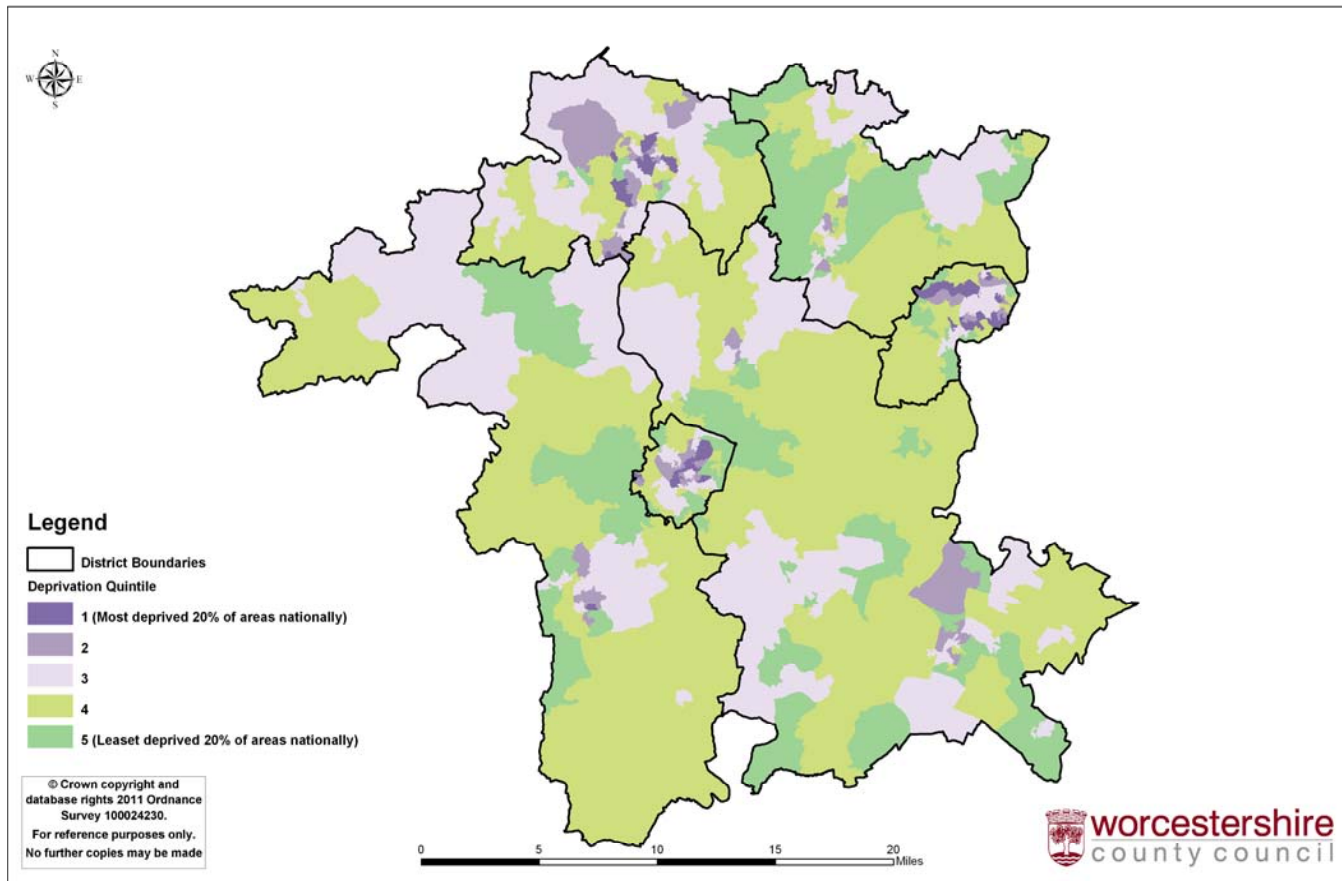 N
W E
S
Legend
District Boundaries
Deprivation Quintile
1 (Most deprived 20% of areas nationally)
2
3
4
5 (Leaset deprived 20% of areas nationally)
© Crown copyright and
database rights 2011 Ordnance
Survey 100024230.
For reference purposes only.
No further copies may be made
0 5 10 15 20
Miles
worcestershire
county council